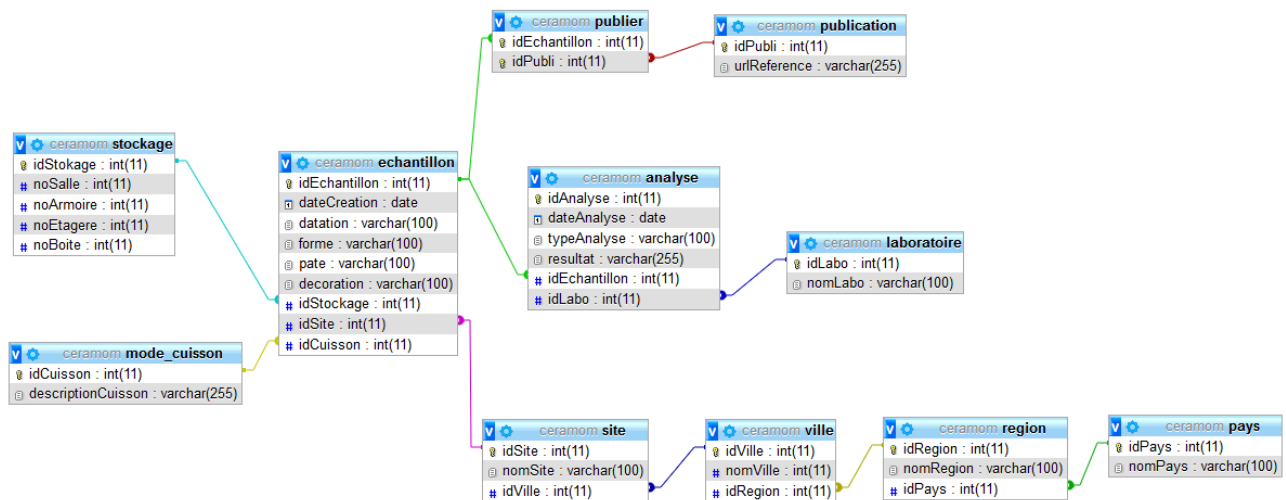 ceramom publier
idEchantillon : int(11)
idPubli : int(11)
ceramom publication
idPubli : int(11)
urlReference : varchar(255)
ceramom stockage
idStokage : int(11)
noSalle : int(11)
noArmoire : int(11)
noEtagere : int(11)
noBoite : int(11)
ceramom echantillon
idEchantillon : int(11)
dateCreation : date
datation : varchar(100)
forme : varchar(100)
pate : varchar(100)
decoration : varchar(100)
idStockage : int(11)
idSite : int(11)
idCuisson : int(11)
ceramom analyse
idAnalyse : int(11)
dateAnalyse : date
typeAnalyse : varchar(100)
resultat : varchar(255)
idEchantillon : int(11)
idLabo : int(11)
ceramom laboratoire
idLabo : int(11)
nomLabo : varchar(100)
ceramom mode_cuisson
idCuisson : int(11)
descriptionCuisson : varchar(255)
ceramom site
idSite : int(11)
nomSite : varchar(100)
idVille : int(11)
ceramom ville
idVille : int(11)
nomVille : int(11)
idRegion : int(11)
ceramom region
idRegion : int(11)
nomRegion : varchar(100)
idPays : int(11)
ceramom pays
idPays : int(11)
nomPays : varchar(100)